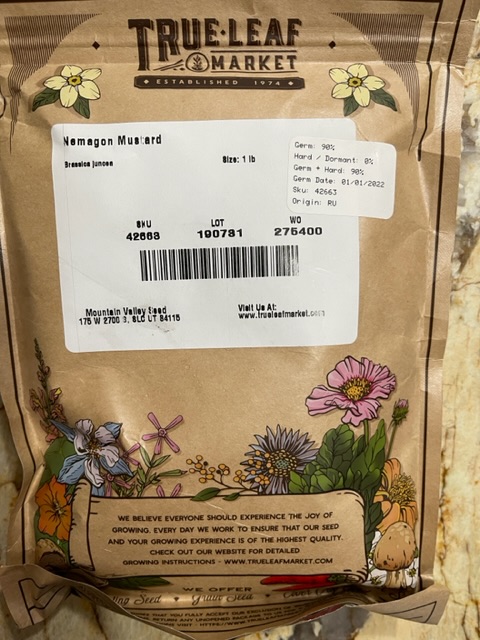 TRUE LEAF
MARKET
ESTABLISHED 1974
Nemagon Mustard
Brassica juncea
Size: 1 lb
Germ: 90%
Hard / Dormant: 0%
Germ + Hard: 90%
Germ Date: 01/01/2022
Sku: 42663
Origin: RU
SKU LOT WO
42663 190781 275400
Mountain Valley Seed
175 W 2700 S, SLC UT 84115
Visit Us At:
www.trueleafmarket.com
WE BELIEVE EVERYONE SHOULD EXPERIENCE THE JOY OF
GROWING. EVERY DAY WE WORK TO ENSURE THAT OUR SEED
AND YOUR GROWING EXPERIENCE IS OF THE HIGHEST QUALITY.
CHECK OUT OUR WEBSITE FOR DETAILED
GROWING INSTRUCTIONS - WWW.TRUELEAFMARKET.COM
WE OFFER
Seed
Seed